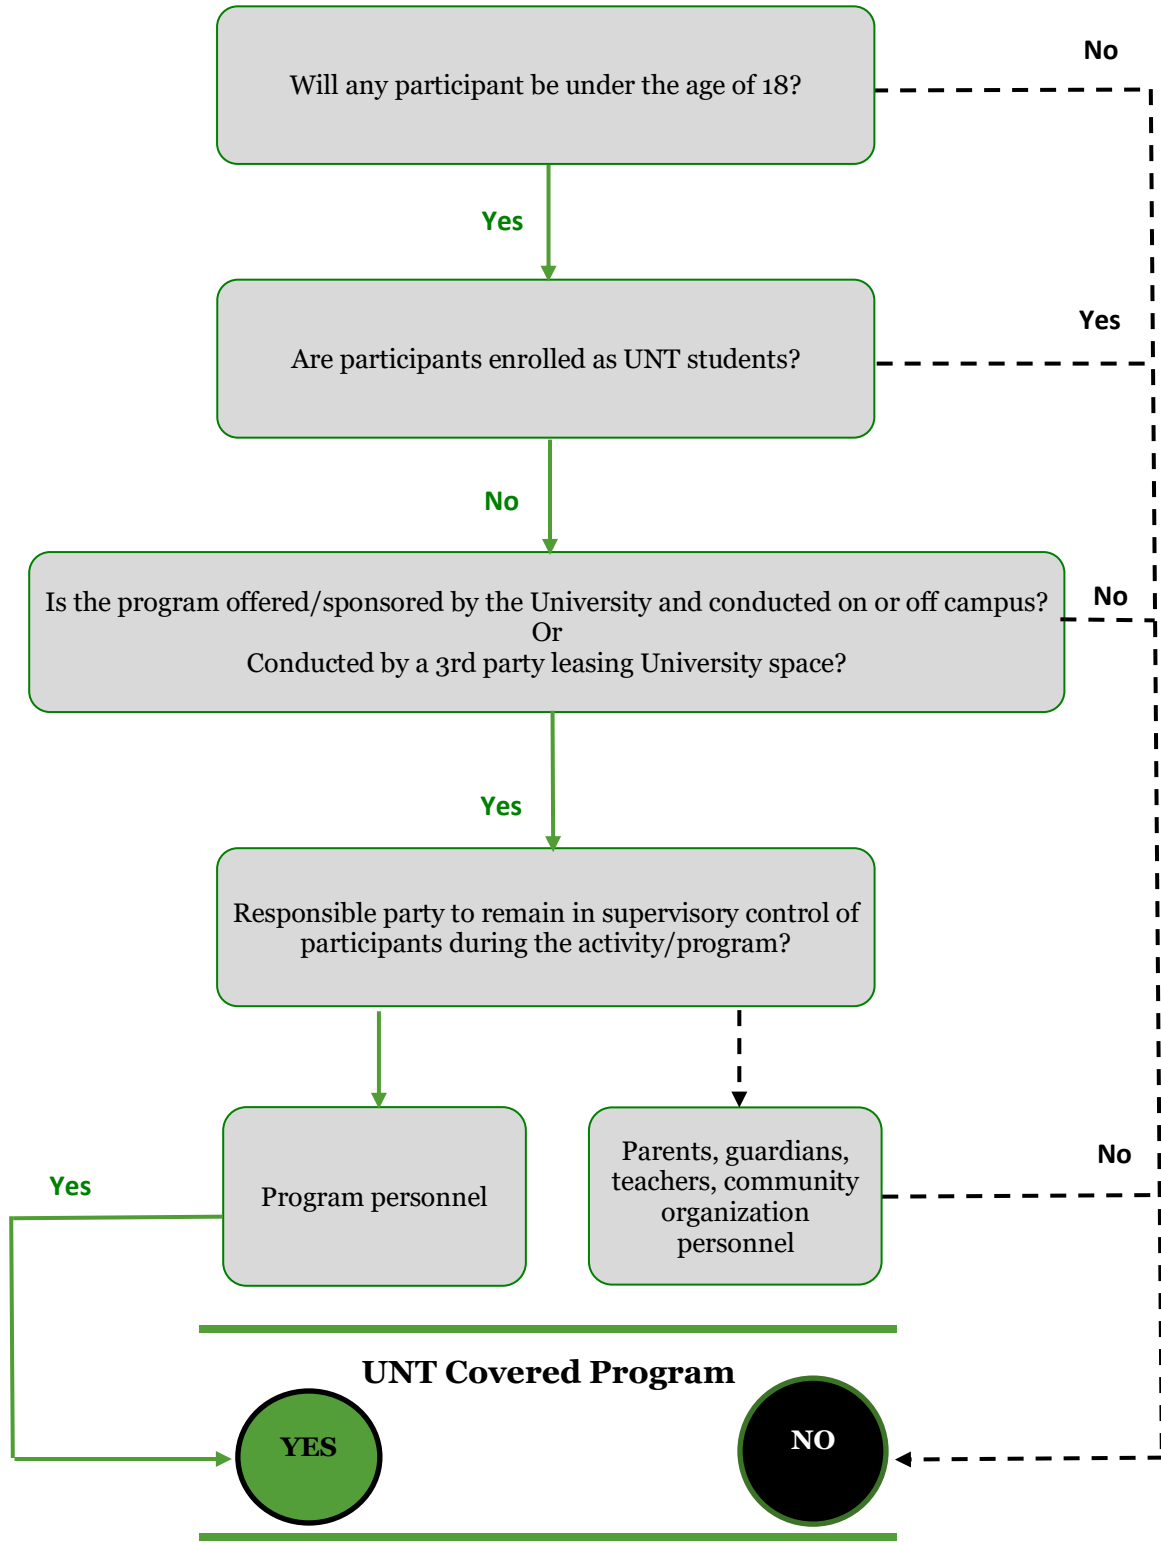 Will any participant be under the age of 18?
No
Yes
Are participants enrolled as UNT students?
Yes
No
Is the program offered/sponsored by the University and conducted on or off campus?
Or
Conducted by a 3rd party leasing University space?
No
Yes
Responsible party to remain in supervisory control of
participants during the activity/program?
Program personnel
Yes
Parents, guardians,
teachers, community
organization
personnel
No
UNT Covered Program
YES
NO